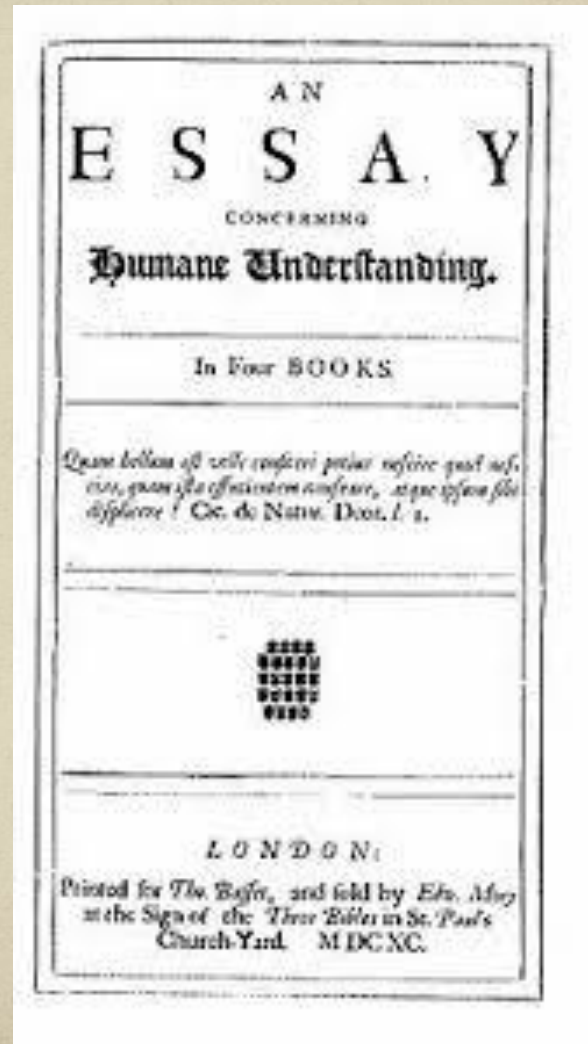 AN
ESSAY
CONCERNING
Humane Understanding.
In Four BOOKS.
Quam bellum est velle confiteri potius nescire quod nes-
cias, quam ista effutientem nauseare, atque ipsum sibi
displicere! Cic. de Natur. Deor. l. 1.
LONDON:
Printed for Tho. Basset, and sold by Edw. Mory
at the Sign of the Three Bibles in St. Paul's
Church-Yard. MDCXC.